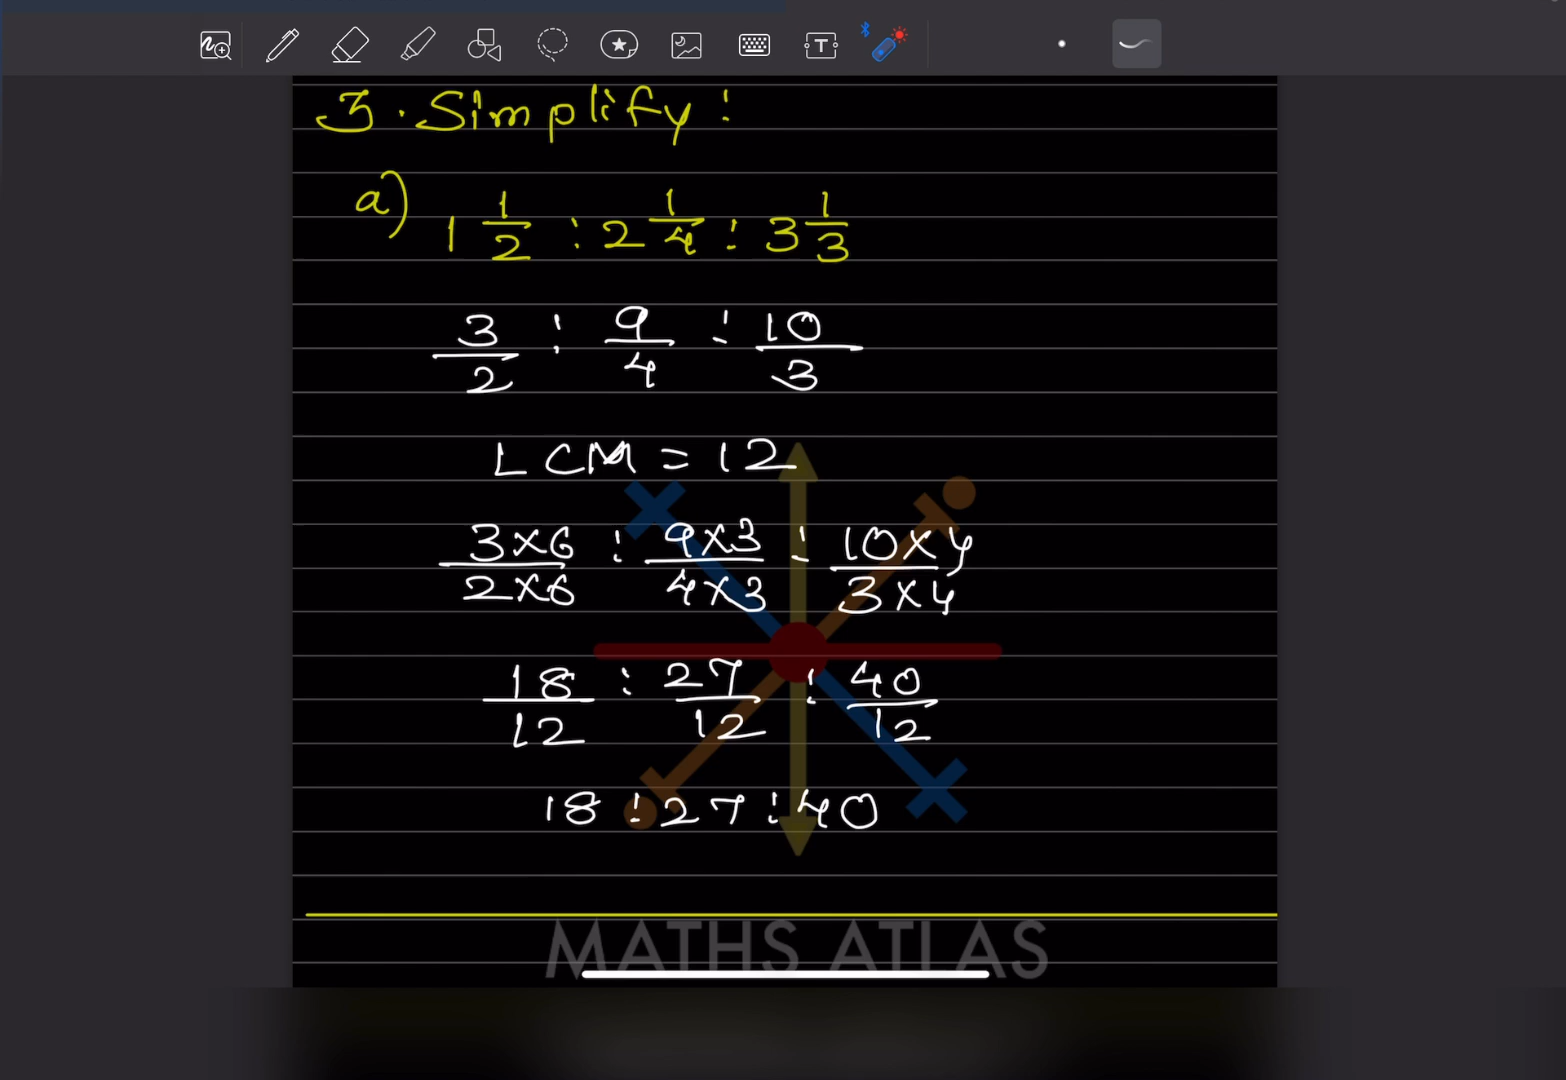 3. Simplify:
a) 1 1/2 : 2 1/4 : 3 1/3
3/2 : 9/4 : 10/3
LCM = 12
3×6/2×6 : 9×3/4×3 : 10×4/3×4
18/12 : 27/12 : 40/12
18:27:40
MATHS ATLAS